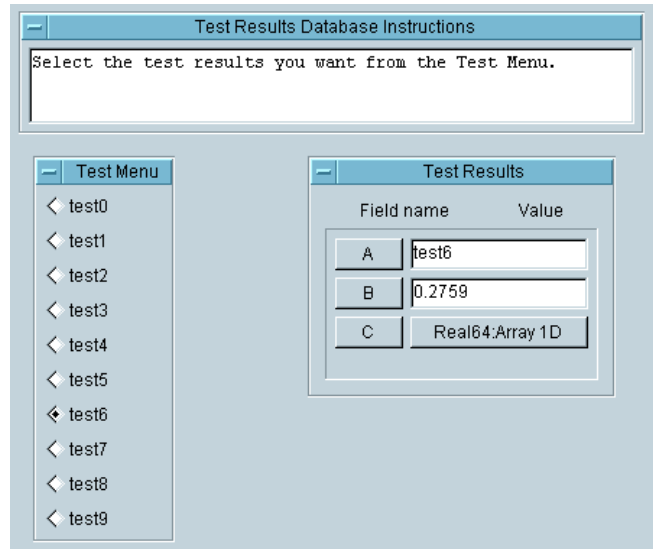 Test Results Database Instructions
Select the test results you want from the Test Menu.
Test Menu
test0
test1
test2
test3
test4
test5
test6
test7
test8
test9
Test Results
Field name Value
A test6
B 0.2759
C Real64:Array 1D